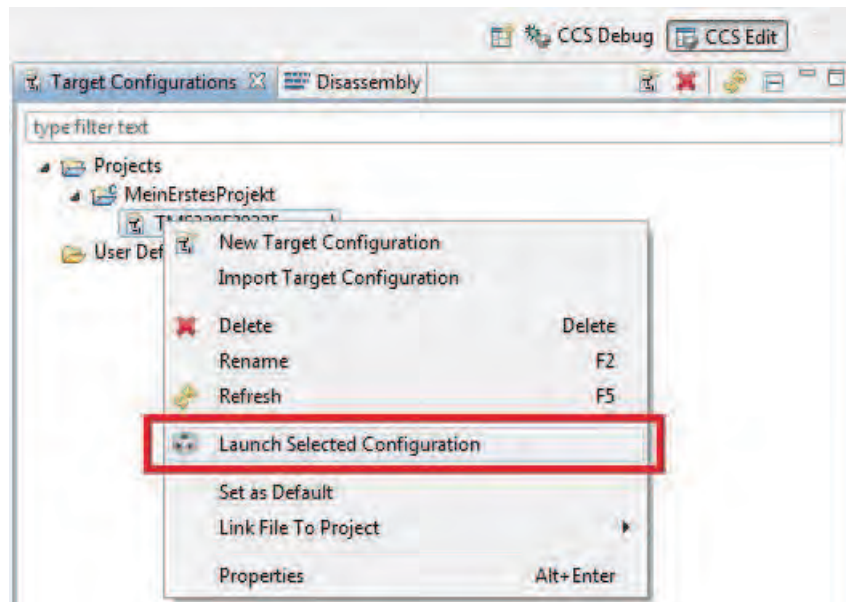 CCS Debug CCS Edit
Target Configurations Disassembly
type filter text
Projects
MeinErstesProjekt
User Def
New Target Configuration
Import Target Configuration
Delete Delete
Rename F2
Refresh F5
Launch Selected Configuration
Set as Default
Link File To Project
Properties Alt+Enter